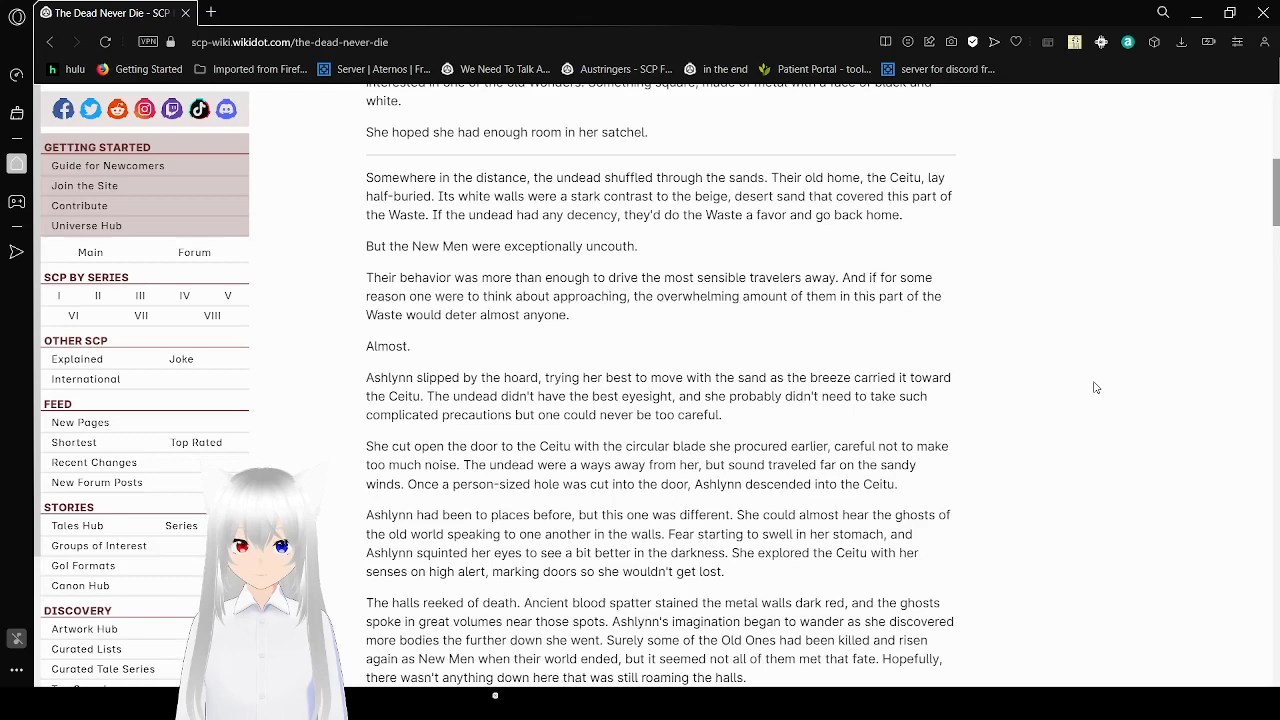 The Dead Never Die - SCP
scp-wiki.wikidot.com/the-dead-never-die
VPN
hulu
Getting Started
Imported from Firef...
Server | Aternos | Fr...
We Need To Talk A...
Austringers - SCP F...
in the end
Patient Portal - tool...
server for discord fr...
GETTING STARTED
Guide for Newcomers
Join the Site
Contribute
Universe Hub
Main Forum
SCP BY SERIES
I II III IV V
VI VII VIII
OTHER SCP
Explained Joke
International
FEED
New Pages
Shortest Top Rated
Recent Changes
New Forum Posts
STORIES
Tales Hub Series
Groups of Interest
GoI Formats
Canon Hub
DISCOVERY
Artwork Hub
Curated Lists
Curated Tale Series
interested in one of the old Wonders. Something square, made of metal with a face of black and
white.
She hoped she had enough room in her satchel.
Somewhere in the distance, the undead shuffled through the sands. Their old home, the Ceitu, lay
half-buried. Its white walls were a stark contrast to the beige, desert sand that covered this part of
the Waste. If the undead had any decency, they'd do the Waste a favor and go back home.
But the New Men were exceptionally uncouth.
Their behavior was more than enough to drive the most sensible travelers away. And if for some
reason one were to think about approaching, the overwhelming amount of them in this part of the
Waste would deter almost anyone.
Almost.
Ashlynn slipped by the hoard, trying her best to move with the sand as the breeze carried it toward
the Ceitu. The undead didn't have the best eyesight, and she probably didn't need to take such
complicated precautions but one could never be too careful.
She cut open the door to the Ceitu with the circular blade she procured earlier, careful not to make
too much noise. The undead were a ways away from her, but sound traveled far on the sandy
winds. Once a person-sized hole was cut into the door, Ashlynn descended into the Ceitu.
Ashlynn had been to places before, but this one was different. She could almost hear the ghosts of
the old world speaking to one another in the walls. Fear starting to swell in her stomach, and
Ashlynn squinted her eyes to see a bit better in the darkness. She explored the Ceitu with her
senses on high alert, marking doors so she wouldn't get lost.
The halls reeked of death. Ancient blood spatter stained the metal walls dark red, and the ghosts
spoke in great volumes near those spots. Ashlynn's imagination began to wander as she discovered
more bodies the further down she went. Surely some of the Old Ones had been killed and risen
again as New Men when their world ended, but it seemed not all of them met that fate. Hopefully,
there wasn't anything down here that was still roaming the halls.